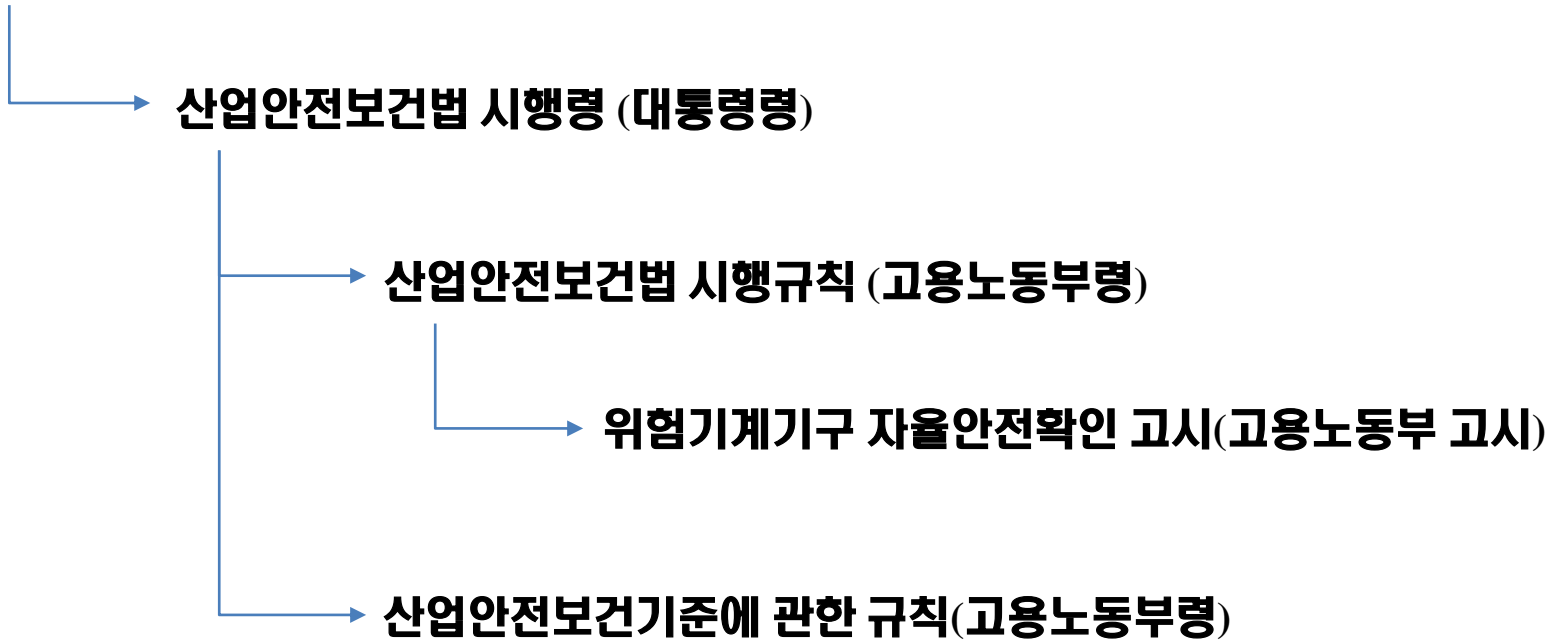 산업안전보건법 시행령 (대통령령)
산업안전보건법 시행규칙 (고용노동부령)
위험기계기구 자율안전확인 고시(고용노동부 고시)
산업안전보건기준에 관한 규칙(고용노동부령)